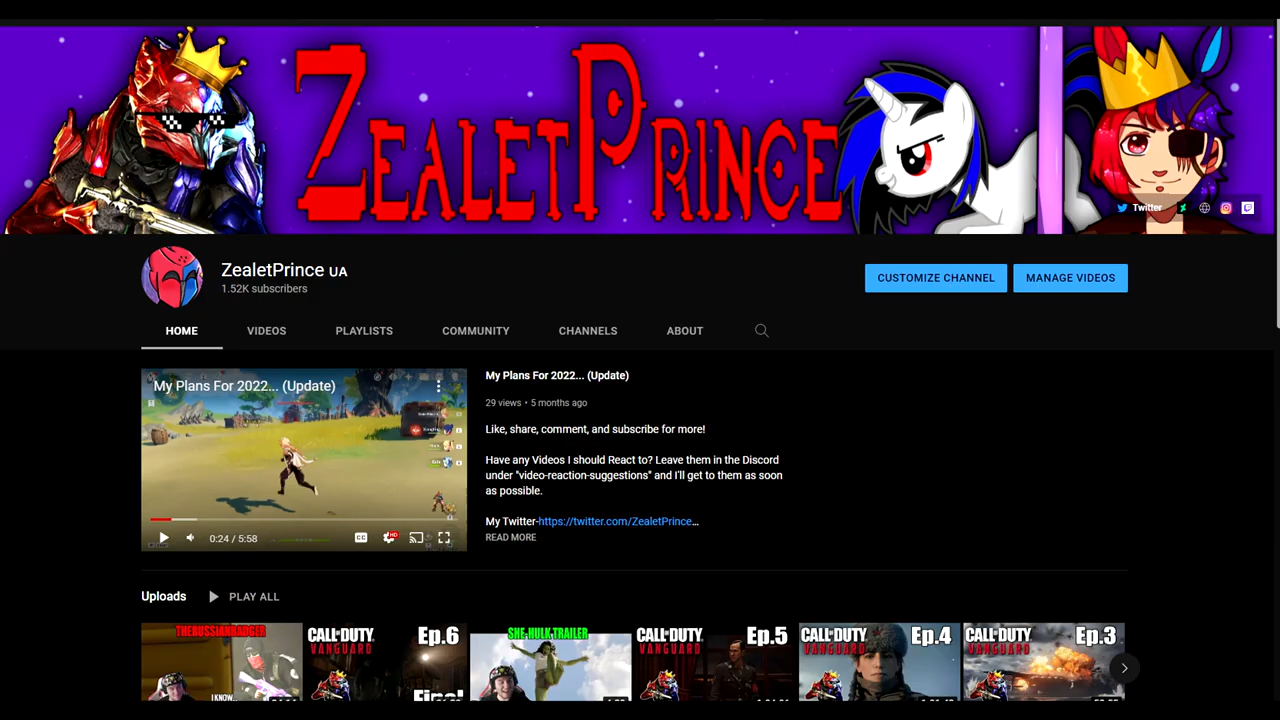 ZEALETPRINCE
Twitter
ZealetPrince UA
1.52K subscribers
CUSTOMIZE CHANNEL
MANAGE VIDEOS
HOME
VIDEOS
PLAYLISTS
COMMUNITY
CHANNELS
ABOUT
My Plans For 2022... (Update)
0:24 / 5:58
CC
HD
My Plans For 2022... (Update)
29 views • 5 months ago
Like, share, comment, and subscribe for more!
Have any Videos I should React to? Leave them in the Discord
under "video-reaction-suggestions" and I'll get to them as soon
as possible.
My Twitter-https://twitter.com/ZealetPrince...
READ MORE
Uploads
PLAY ALL
THERUSSIANBADGER
I KNOW...
CALL OF DUTY
VANGUARD
Ep.6
Final
SHE-HULK TRAILER
CALL OF DUTY
VANGUARD
Ep.5
CALL OF DUTY
VANGUARD
Ep.4
CALL OF DUTY
VANGUARD
Ep.3